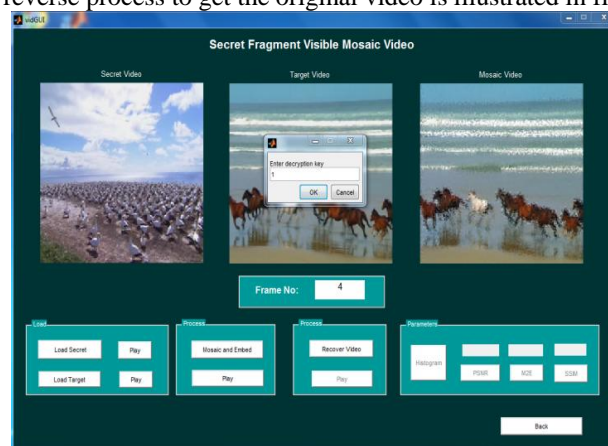 reverse process to get the original video is illustrated in
vidGUI
Secret Fragment Visible Mosaic Video
Secret Video Target Video Mosaic Video
Enter decryption key
1
OK Cancel
Frame No: 4
Load Process Process Parameters
Load Secret Play Mosaic and Embed Recover Video Histogram
Load Target Play Play Play PSNR MSE SSIM
Back